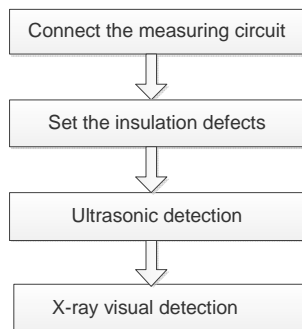 Connect the measuring circuit
Set the insulation defects
Ultrasonic detection
X-ray visual detection